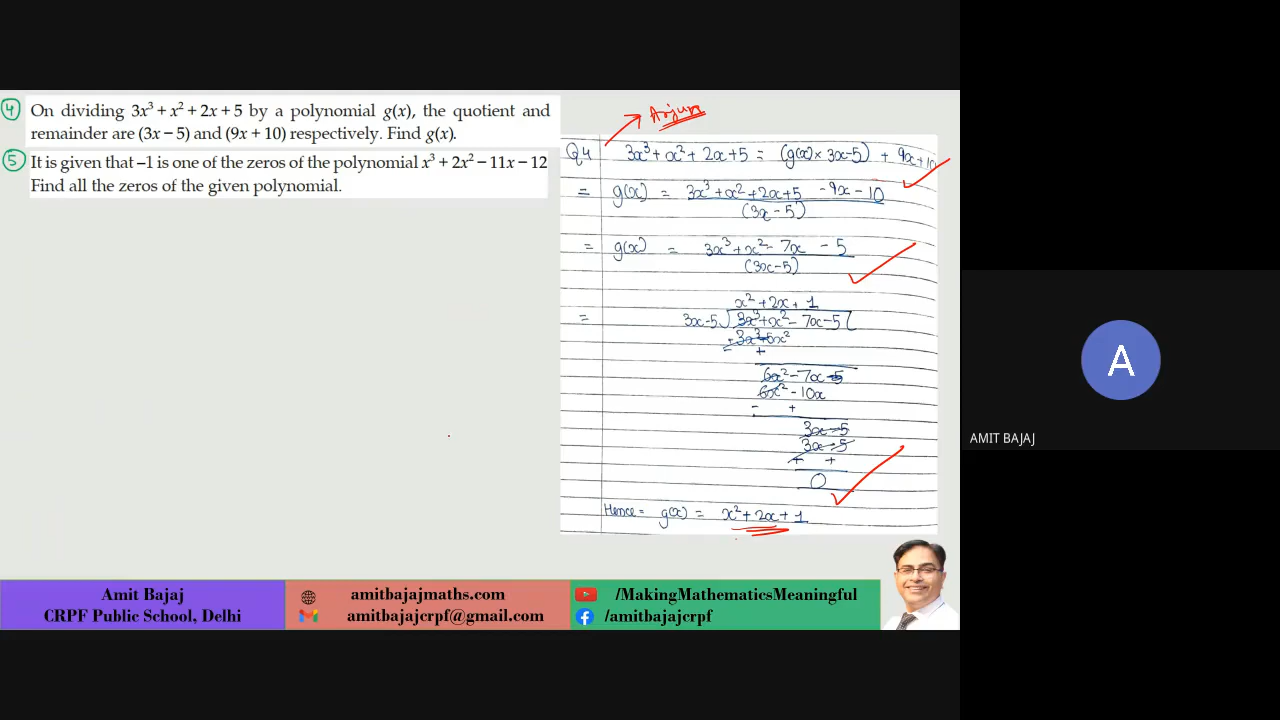 ④ On dividing 3x³ + x² + 2x + 5 by a polynomial g(x), the quotient and
remainder are (3x − 5) and (9x + 10) respectively. Find g(x).
⑤ It is given that −1 is one of the zeros of the polynomial x³ + 2x² − 11x − 12
Find all the zeros of the given polynomial.
Q4 3x³ + x² + 2x + 5 = (g(x) × 3x − 5) + 9x + 10
= g(x) = 3x³ + x² + 2x + 5 − 9x − 10
(3x − 5)
= g(x) = 3x³ + x² − 7x − 5
(3x − 5)
x² + 2x + 1
= 3x − 5 ) 3x³ + x² − 7x − 5 (
3x³ − 5x²
− +
6x² − 7x − 5
6x² − 10x
− +
3x − 5
3x − 5
+ +
0
Hence = g(x) = x² + 2x + 1
A
AMIT BAJAJ
Amit Bajaj
CRPF Public School, Delhi
amitbajajmaths.com
amitbajajcrpf@gmail.com
/MakingMathematicsMeaningful
/amitbajajcrpf